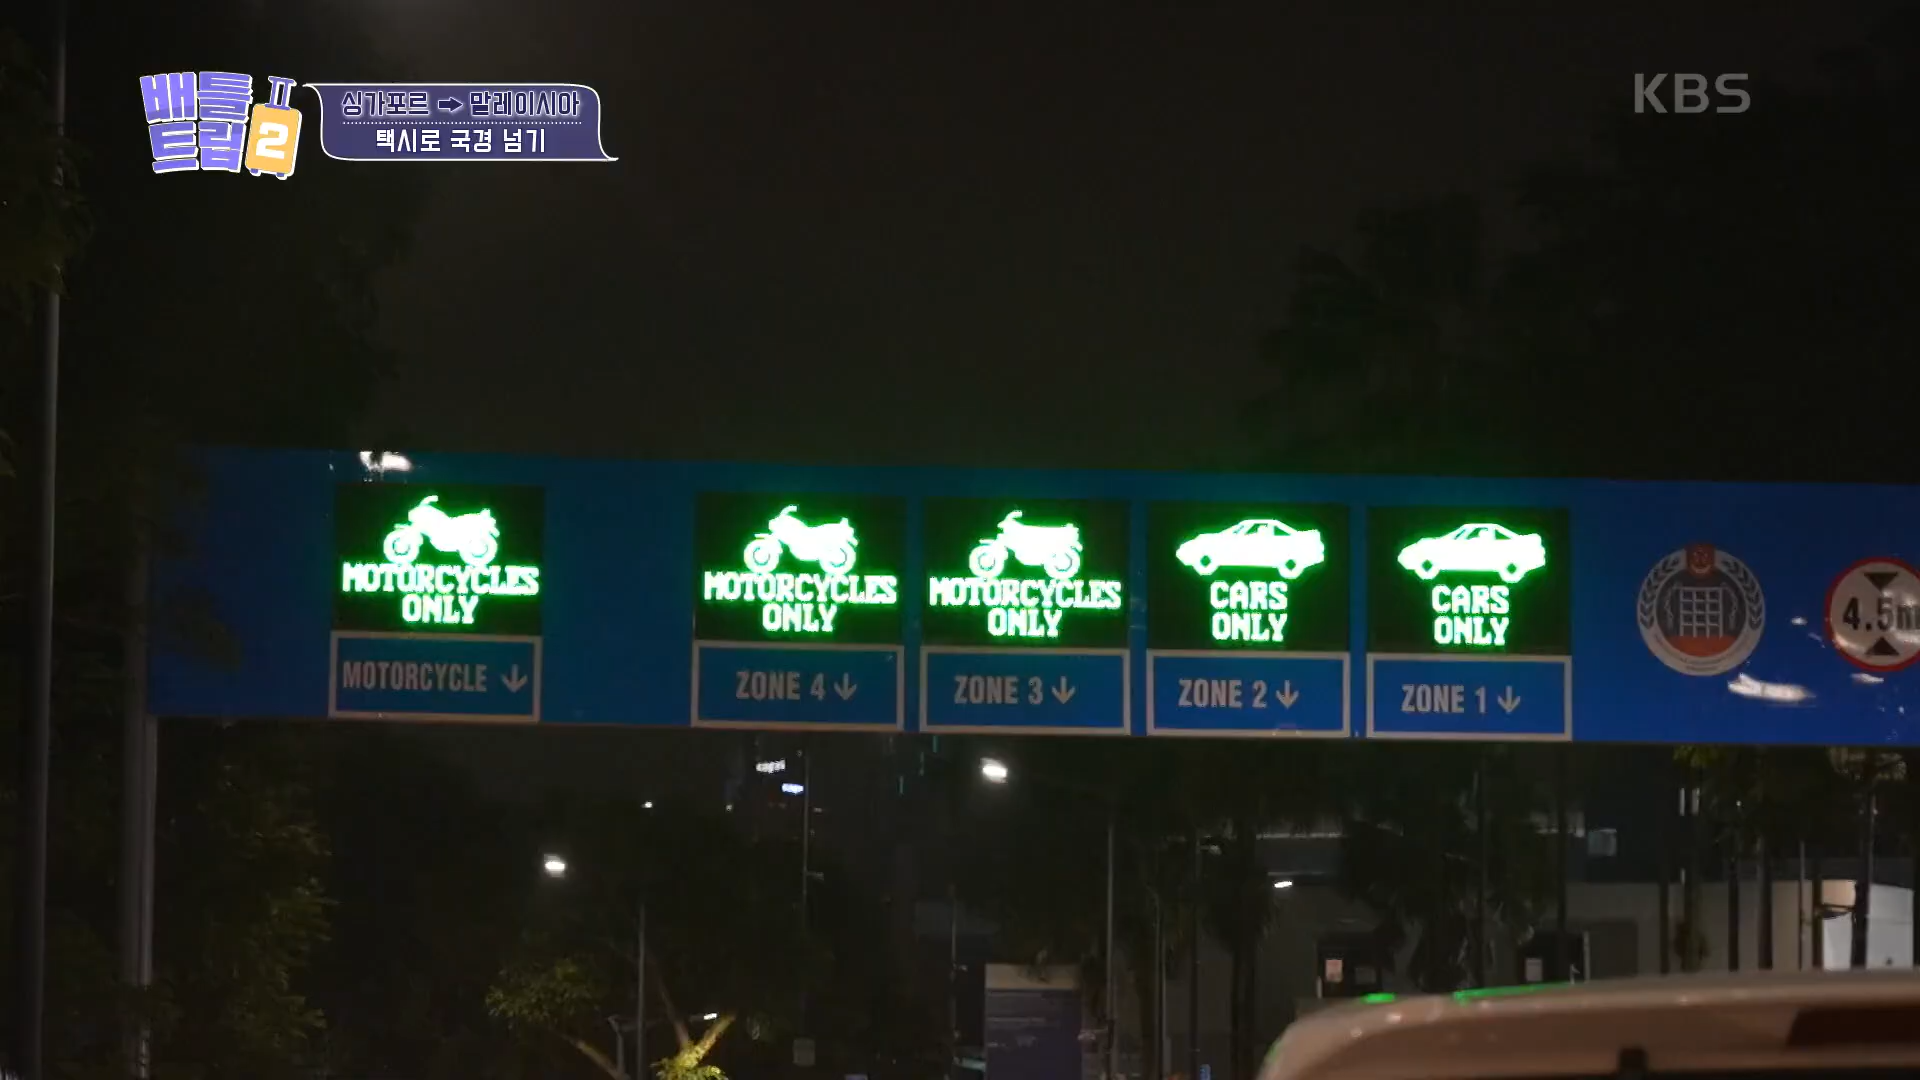 배틀
트립 2
싱가포르 ➡ 말레이시아
택시로 국경 넘기
KBS
MOTORCYCLES
ONLY
MOTORCYCLE ↓
MOTORCYCLES
ONLY
ZONE 4 ↓
MOTORCYCLES
ONLY
ZONE 3 ↓
CARS
ONLY
ZONE 2 ↓
CARS
ONLY
ZONE 1 ↓
4.5m